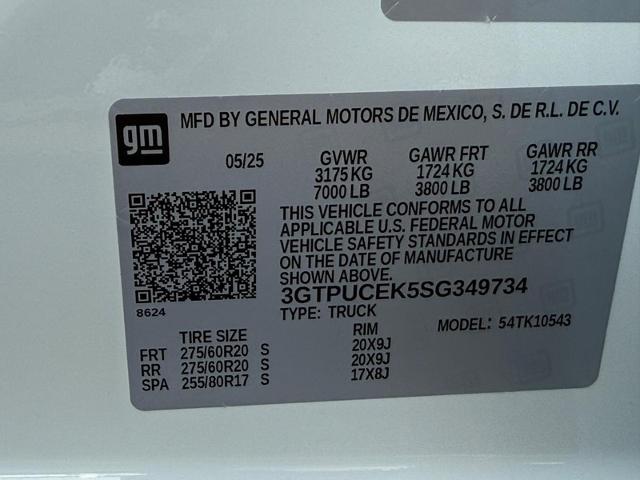 gm
MFD BY GENERAL MOTORS DE MEXICO, S. DE R.L. DE C.V.
05/25 GVWR GAWR FRT GAWR RR
3175 KG 1724 KG 1724 KG
7000 LB 3800 LB 3800 LB
THIS VEHICLE CONFORMS TO ALL
APPLICABLE U.S. FEDERAL MOTOR
VEHICLE SAFETY STANDARDS IN EFFECT
ON THE DATE OF MANUFACTURE
SHOWN ABOVE.
8624
3GTPUCEK5SG349734
TYPE: TRUCK
MODEL: 54TK10543
TIRE SIZE RIM
FRT 275/60R20 S 20X9J
RR 275/60R20 S 20X9J
SPA 255/80R17 S 17X8J